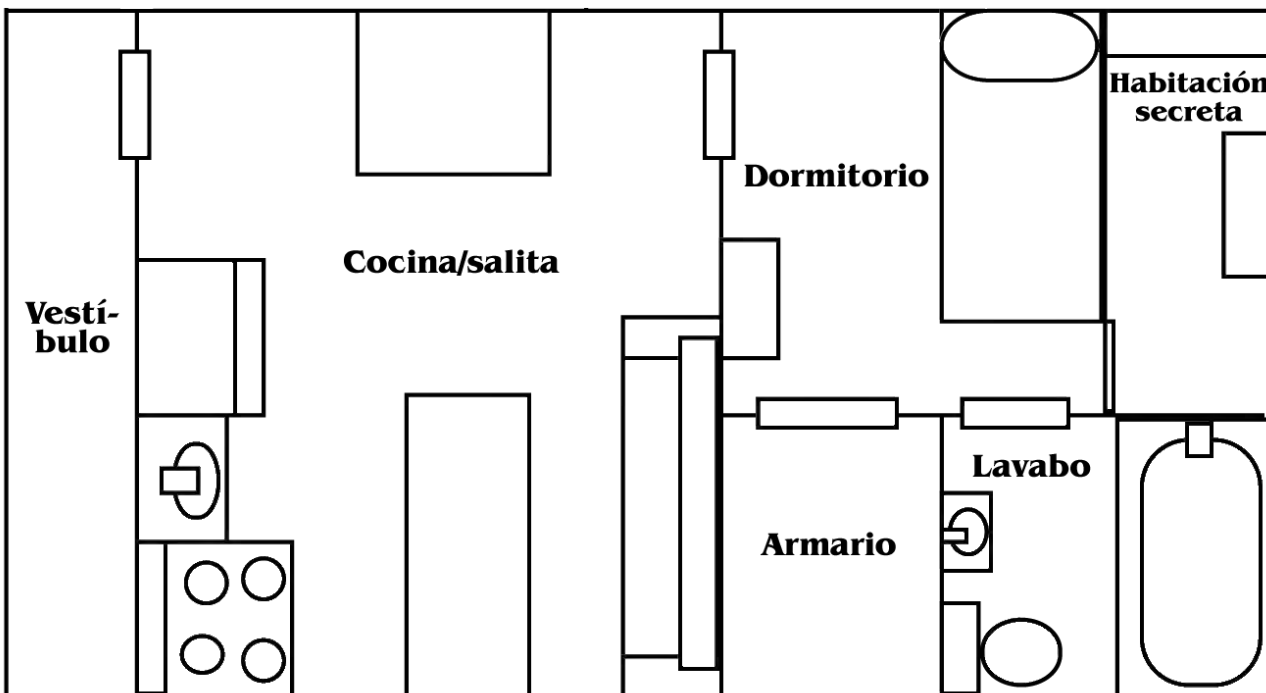 Habitación
secreta
Dormitorio
Cocina/salita
Vestí-
bulo
Lavabo
Armario